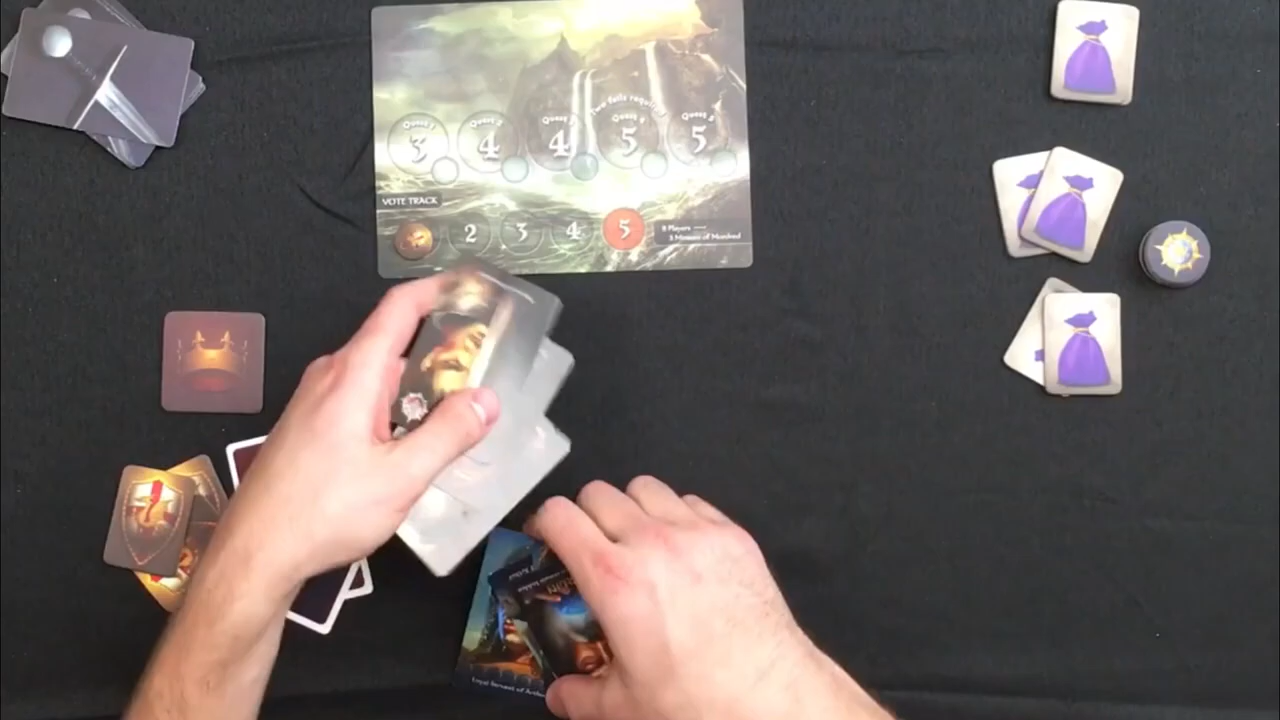 Quest 1
Quest 2
Quest
Two fails required
Quest 4
Quest 5
3
4
4
5
5
VOTE TRACK
2
3
4
5
8 Players —
3 Minions of Mordred
Loyal Servant of Arthur